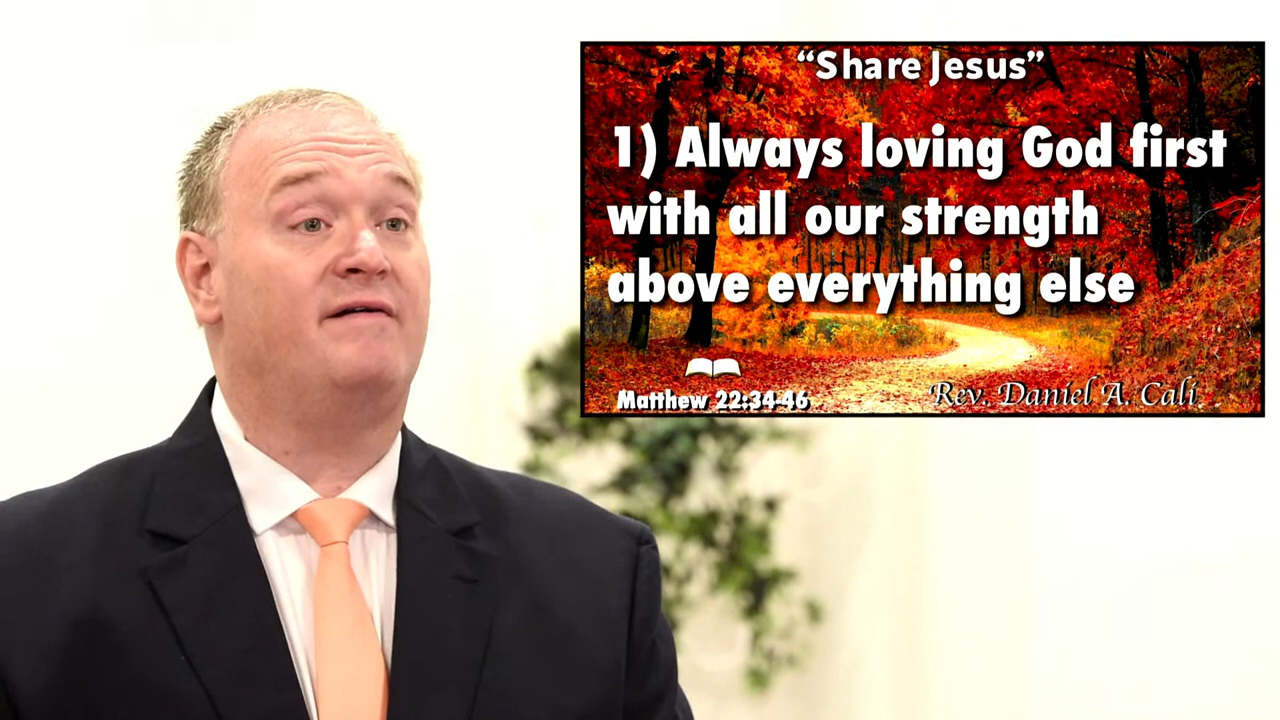 “Share Jesus”
1) Always loving God first
with all our strength
above everything else
Matthew 22:34-46
Rev. Daniel A. Cali